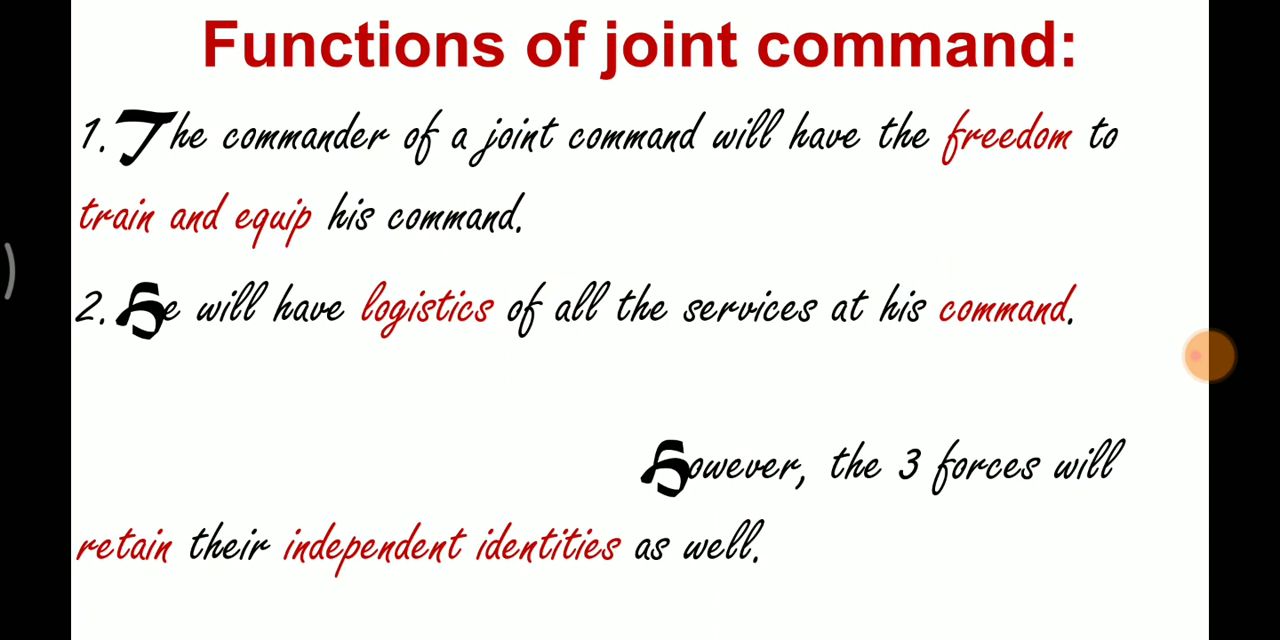 Functions of joint command:
1. The commander of a joint command will have the freedom to
train and equip his command.
2. He will have logistics of all the services at his command.
However, the 3 forces will
retain their independent identities as well.